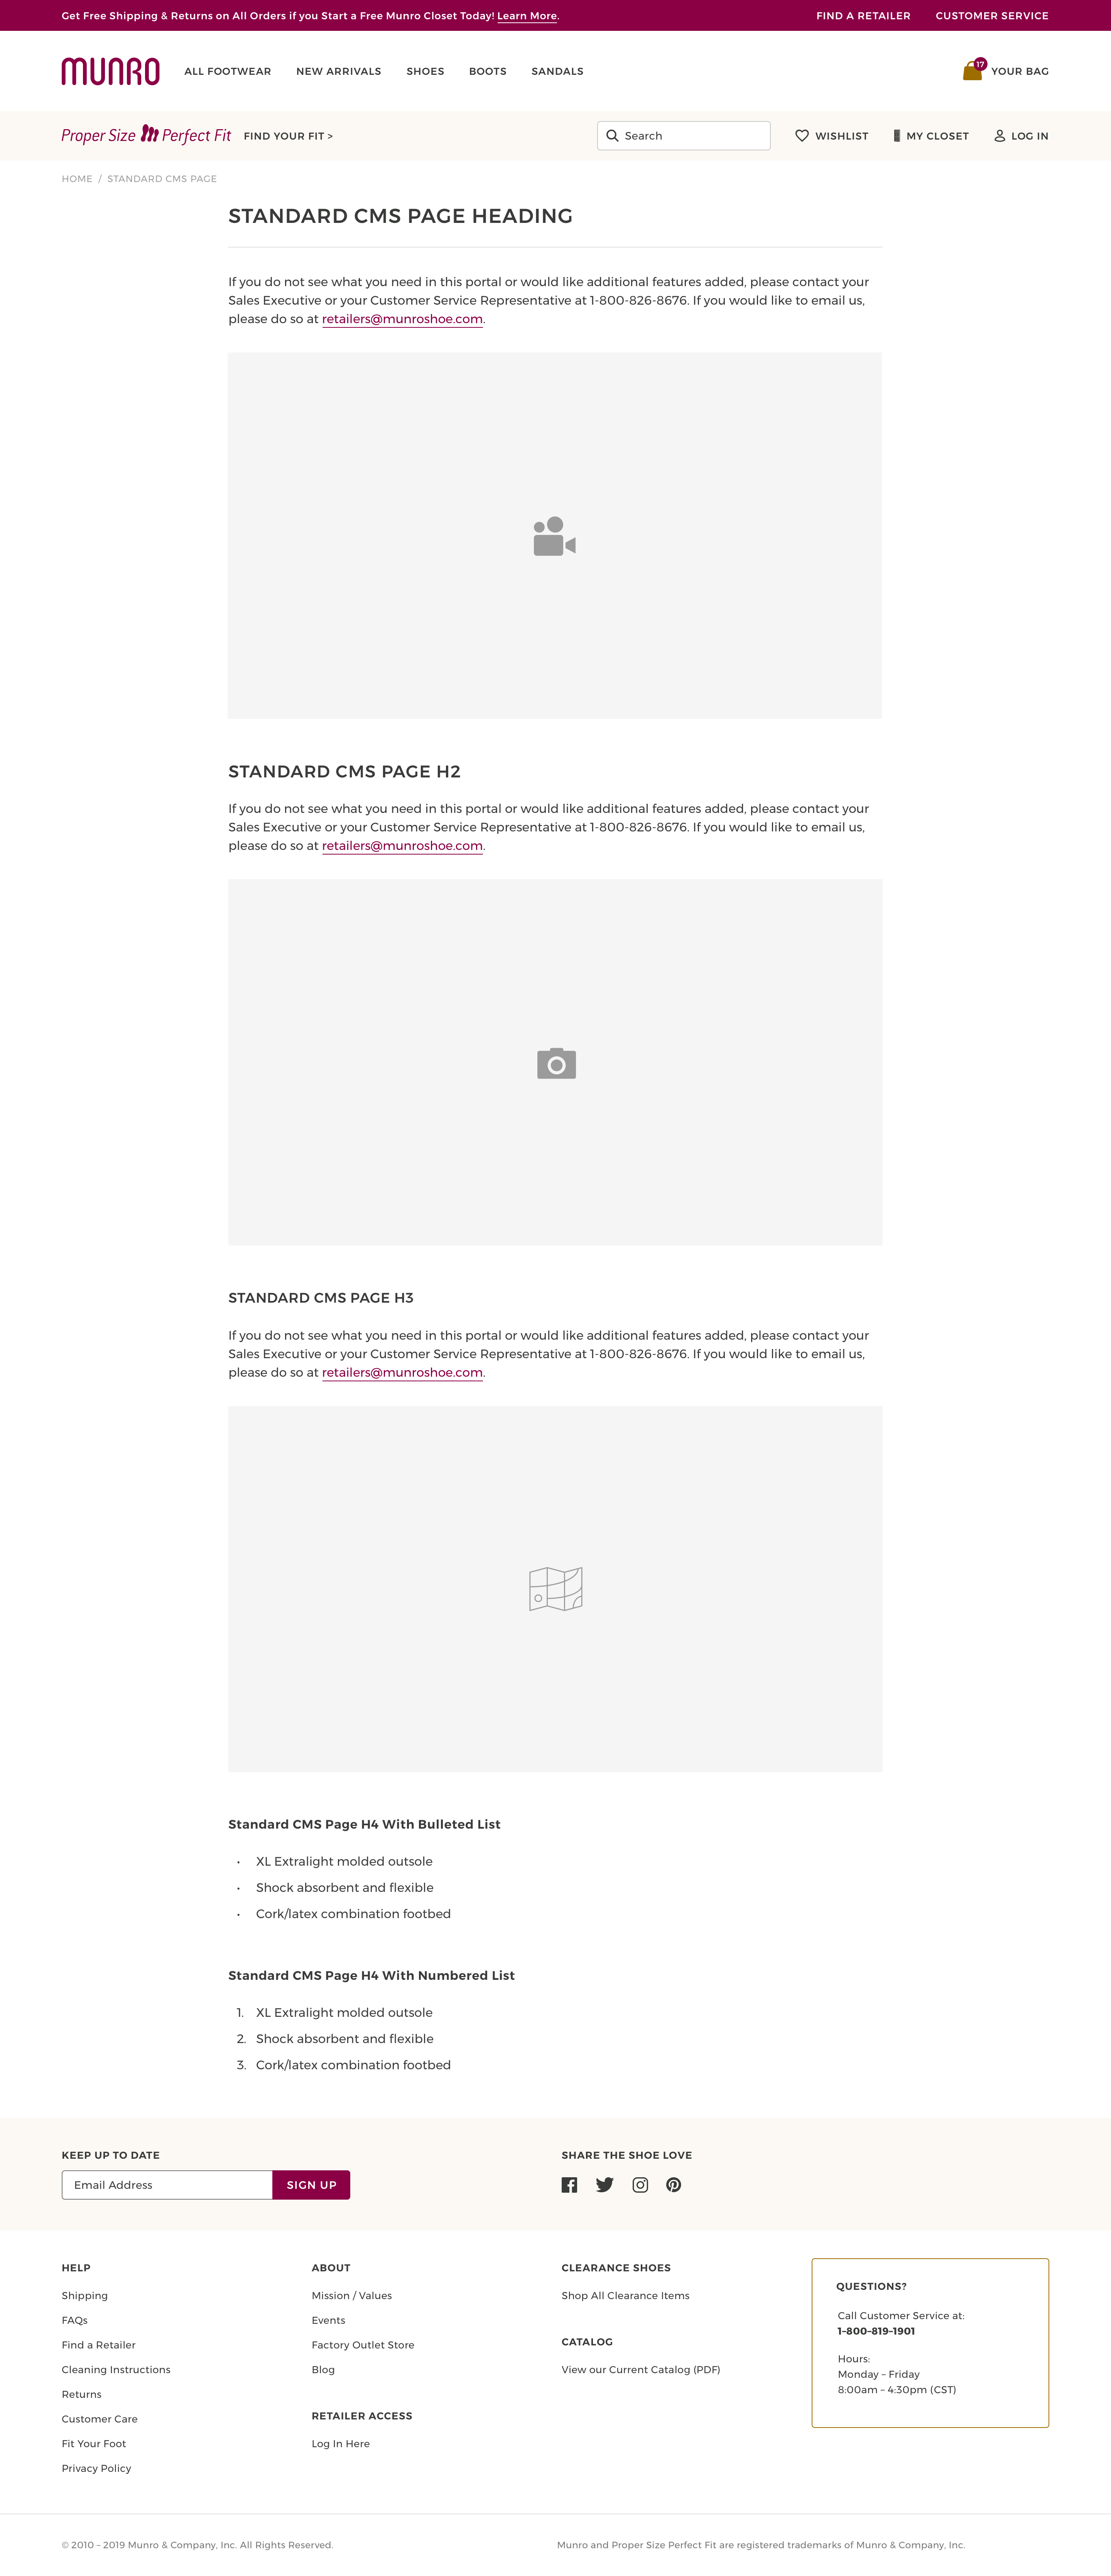 Get Free Shipping & Returns on All Orders if you Start a Free Munro Closet Today! Learn More.
FIND A RETAILER
CUSTOMER SERVICE
MUNRO
ALL FOOTWEAR
NEW ARRIVALS
SHOES
BOOTS
SANDALS
17
YOUR BAG
Proper Size Perfect Fit
FIND YOUR FIT >
Search
WISHLIST
MY CLOSET
LOG IN
HOME / STANDARD CMS PAGE
STANDARD CMS PAGE HEADING
If you do not see what you need in this portal or would like additional features added, please contact your
Sales Executive or your Customer Service Representative at 1-800-826-8676. If you would like to email us,
please do so at retailers@munroshoe.com.
STANDARD CMS PAGE H2
If you do not see what you need in this portal or would like additional features added, please contact your
Sales Executive or your Customer Service Representative at 1-800-826-8676. If you would like to email us,
please do so at retailers@munroshoe.com.
STANDARD CMS PAGE H3
If you do not see what you need in this portal or would like additional features added, please contact your
Sales Executive or your Customer Service Representative at 1-800-826-8676. If you would like to email us,
please do so at retailers@munroshoe.com.
Standard CMS Page H4 With Bulleted List
• XL Extralight molded outsole
• Shock absorbent and flexible
• Cork/latex combination footbed
Standard CMS Page H4 With Numbered List
1. XL Extralight molded outsole
2. Shock absorbent and flexible
3. Cork/latex combination footbed
KEEP UP TO DATE
Email Address
SIGN UP
SHARE THE SHOE LOVE
HELP
Shipping
FAQs
Find a Retailer
Cleaning Instructions
Returns
Customer Care
Fit Your Foot
Privacy Policy
ABOUT
Mission / Values
Events
Factory Outlet Store
Blog
RETAILER ACCESS
Log In Here
CLEARANCE SHOES
Shop All Clearance Items
CATALOG
View our Current Catalog (PDF)
QUESTIONS?
Call Customer Service at:
1-800-819-1901
Hours:
Monday – Friday
8:00am – 4:30pm (CST)
© 2010 – 2019 Munro & Company, Inc. All Rights Reserved.
Munro and Proper Size Perfect Fit are registered trademarks of Munro & Company, Inc.